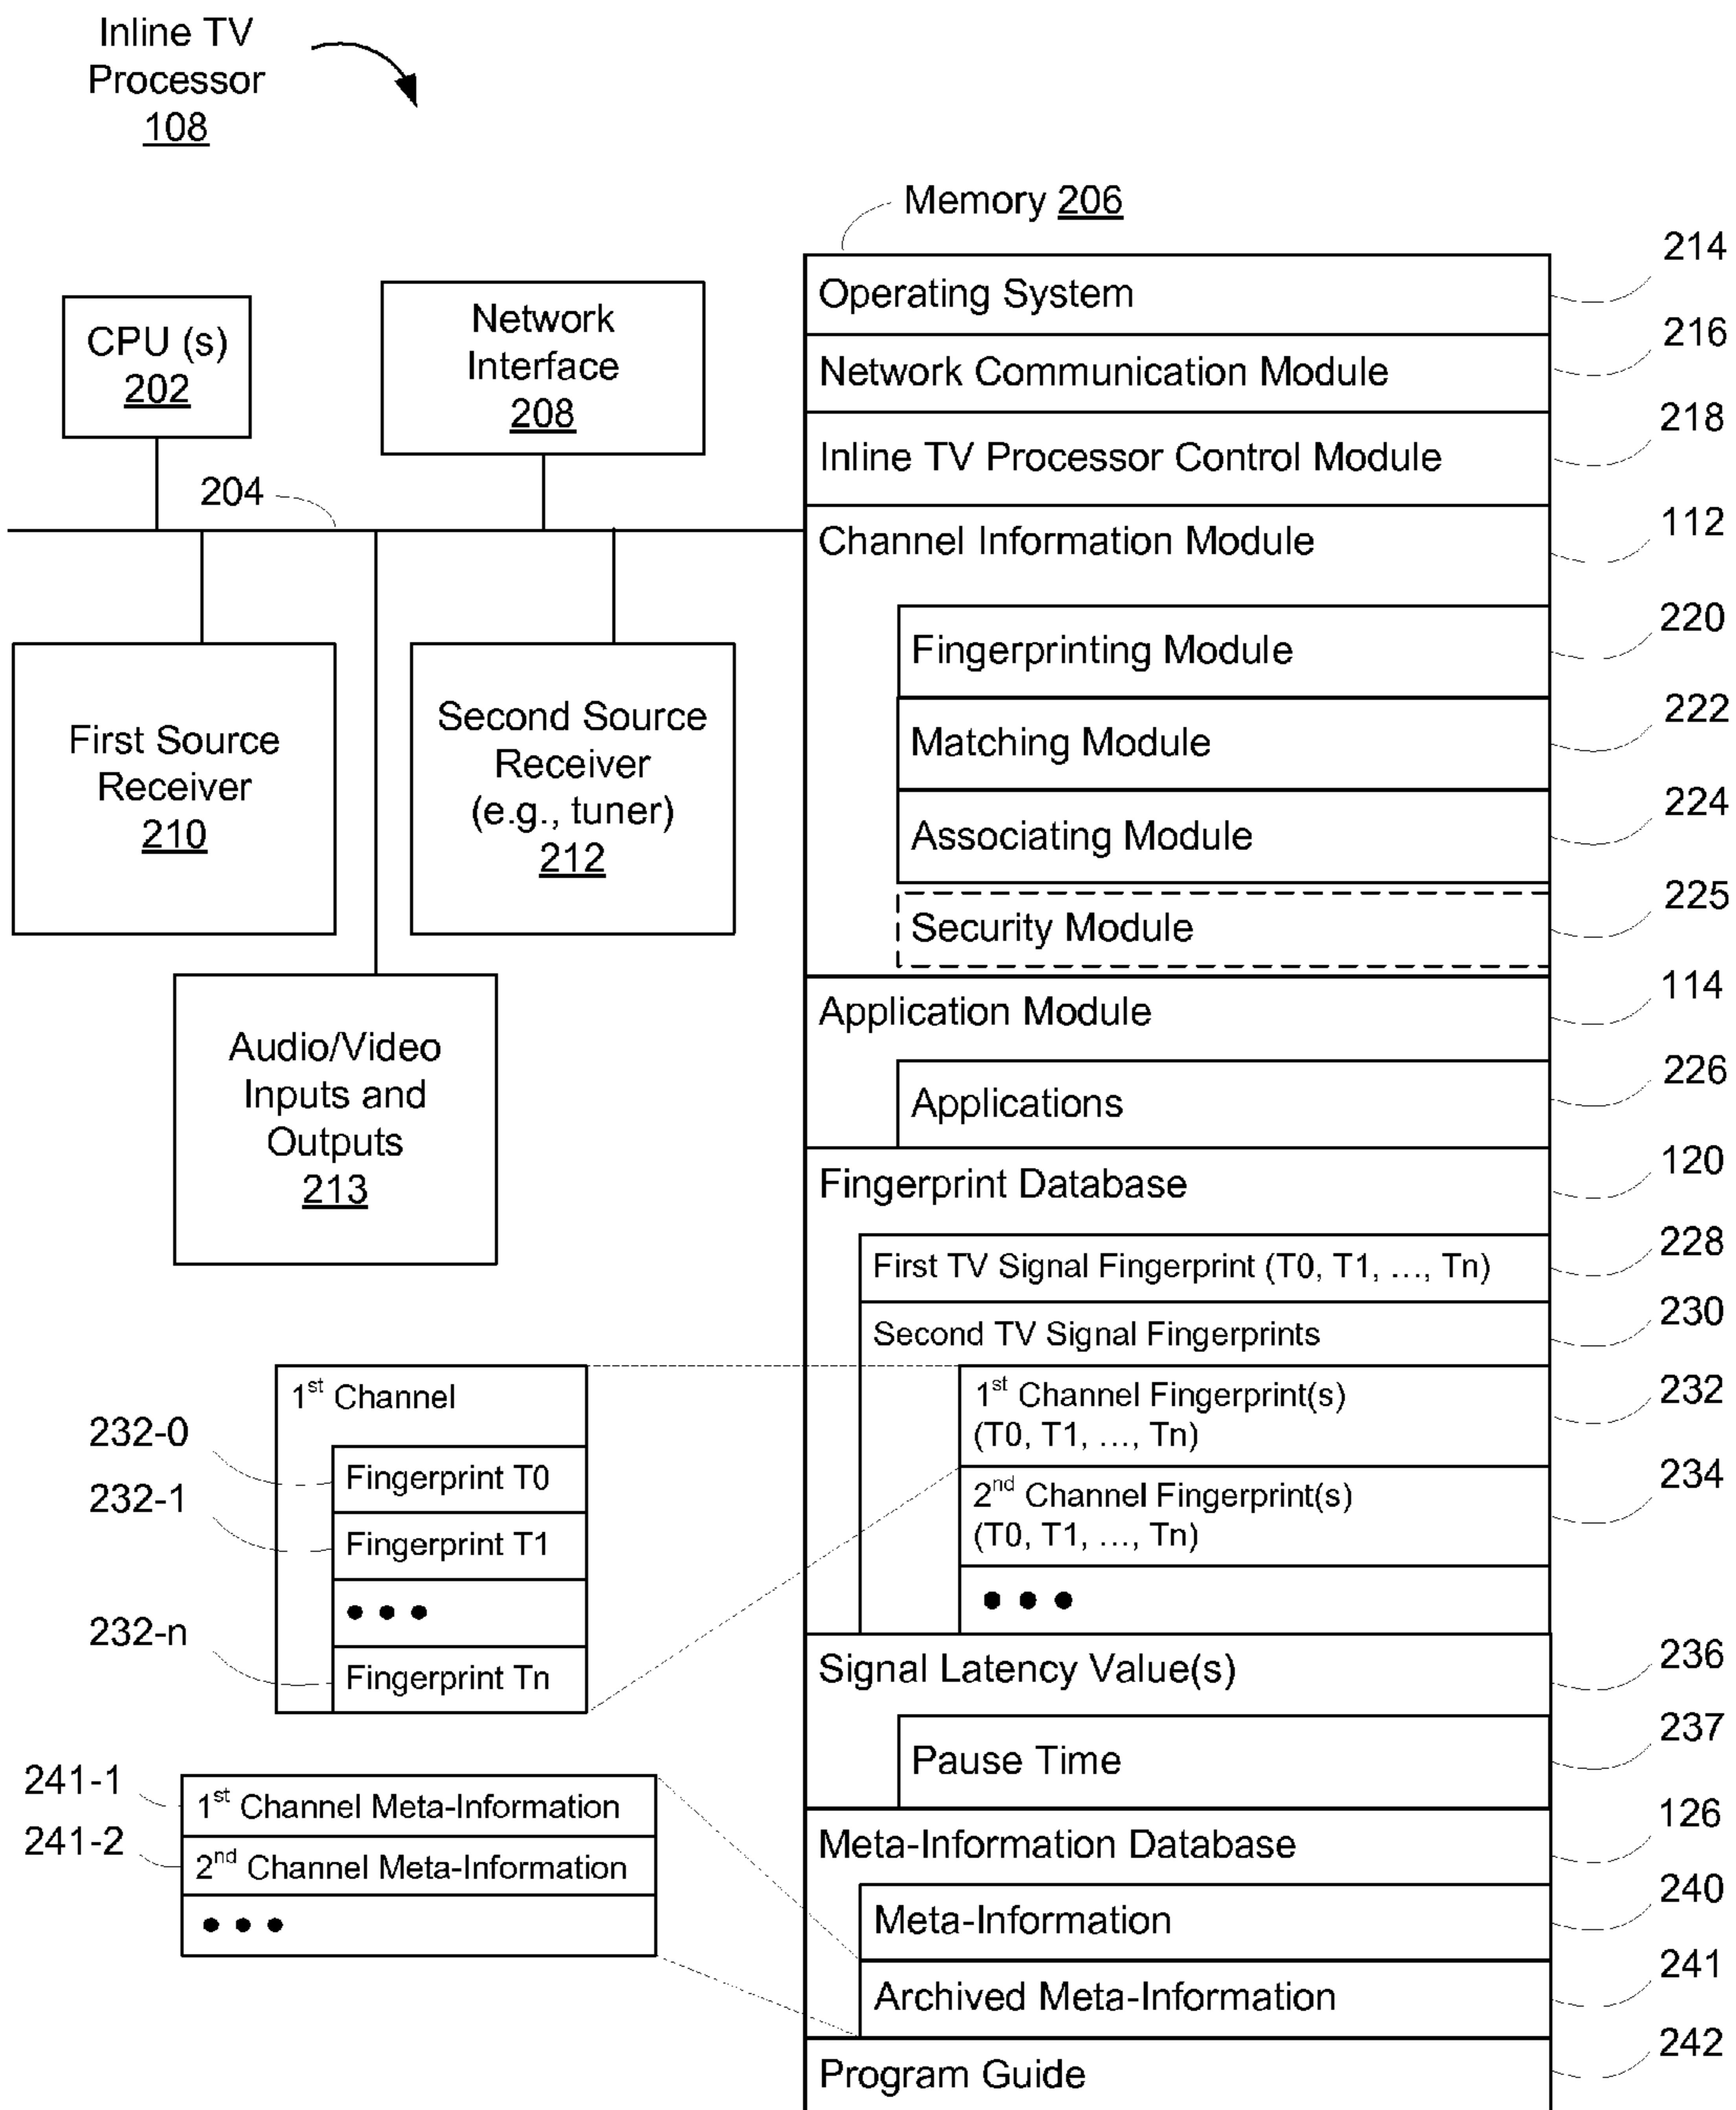 Inline TV
Processor
108
Memory 206
CPU (s)
202
Network
Interface
208
204
First Source
Receiver
210
Second Source
Receiver
(e.g., tuner)
212
Audio/Video
Inputs and
Outputs
213
Operating System
214
Network Communication Module
216
Inline TV Processor Control Module
218
Channel Information Module
112
Fingerprinting Module
220
Matching Module
222
Associating Module
224
Security Module
225
Application Module
114
Applications
226
Fingerprint Database
120
First TV Signal Fingerprint (T0, T1, ..., Tn)
228
Second TV Signal Fingerprints
230
1st Channel Fingerprint(s)
(T0, T1, ..., Tn)
232
2nd Channel Fingerprint(s)
(T0, T1, ..., Tn)
234
● ● ●
1st Channel
232-0
Fingerprint T0
232-1
Fingerprint T1
● ● ●
232-n
Fingerprint Tn
Signal Latency Value(s)
236
Pause Time
237
241-1
1st Channel Meta-Information
241-2
2nd Channel Meta-Information
● ● ●
Meta-Information Database
126
Meta-Information
240
Archived Meta-Information
241
Program Guide
242